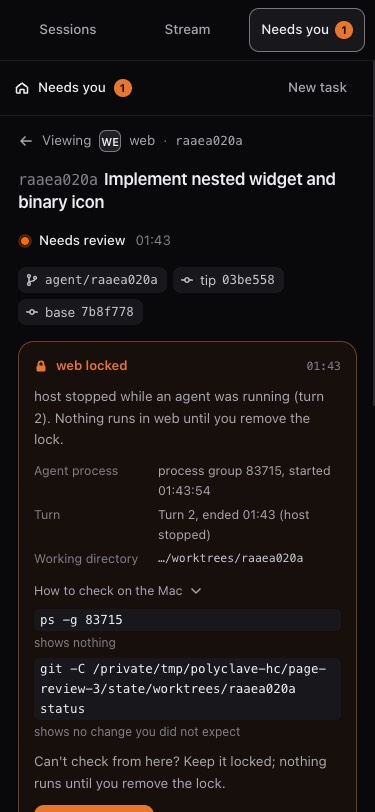 Sessions Stream Needs you 1
Needs you 1 New task
← Viewing WE web · raaea020a
raaea020a Implement nested widget and
binary icon
Needs review 01:43
agent/raaea020a tip 03be558
base 7b8f778
web locked 01:43
host stopped while an agent was running (turn
2). Nothing runs in web until you remove the
lock.
Agent process process group 83715, started
01:43:54
Turn Turn 2, ended 01:43 (host
stopped)
Working directory …/worktrees/raaea020a
How to check on the Mac
ps -g 83715
shows nothing
git -C /private/tmp/polyclave-hc/page-
review-3/state/worktrees/raaea020a
status
shows no change you did not expect
Can't check from here? Keep it locked; nothing
runs until you remove the lock.